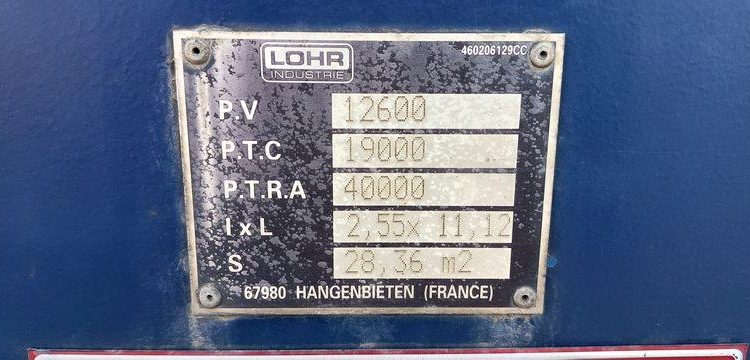 LOHR
INDUSTRIE
460206129CC
P.V 12600
P.T.C 19000
P.T.R.A 40000
I x L 2,55x 11,12
S 28,36 m2
67980 HANGENBIETEN (FRANCE)